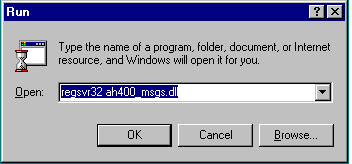 Run
Type the name of a program, folder, document, or Internet
resource, and Windows will open it for you.
Open: regsvr32 ah400_msgs.dll
OK Cancel Browse...